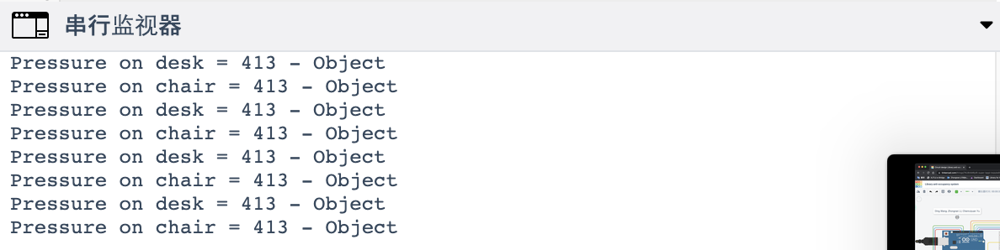 串行监视器
Pressure on desk = 413 - Object
Pressure on chair = 413 - Object
Pressure on desk = 413 - Object
Pressure on chair = 413 - Object
Pressure on desk = 413 - Object
Pressure on chair = 413 - Object
Pressure on desk = 413 - Object
Pressure on chair = 413 - Object